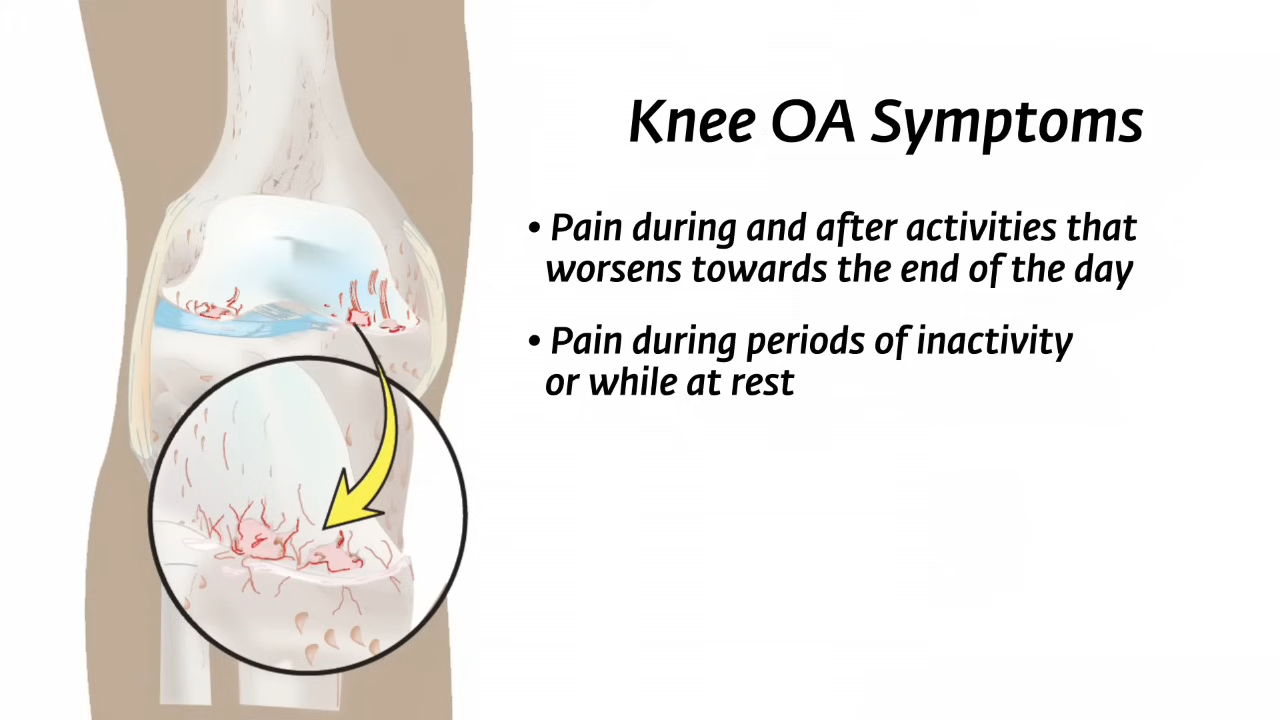 Knee OA Symptoms
• Pain during and after activities that
worsens towards the end of the day
• Pain during periods of inactivity
or while at rest